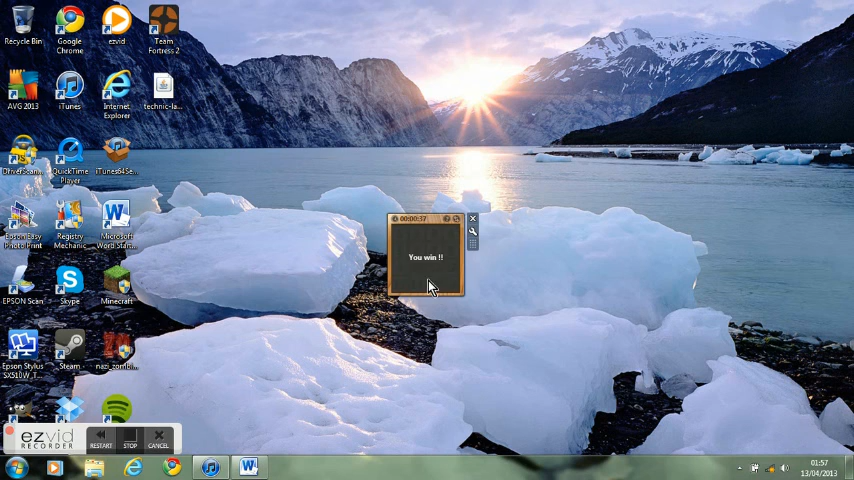 Recycle Bin
Google
Chrome
ezvid
Team
Fortress 2
AVG 2013
iTunes
Internet
Explorer
technic-la...
DriverScan...
QuickTime
Player
iTunes64Se...
Epson Easy
Photo Print
Registry
Mechanic
Microsoft
Word Start...
EPSON Scan
Skype
Minecraft
Epson Stylus
SX510W_T...
Steam
nazi_zombi...
00:00:37
You win !!
ezvid
RECORDER
RESTART
STOP
CANCEL
01:57
13/04/2013